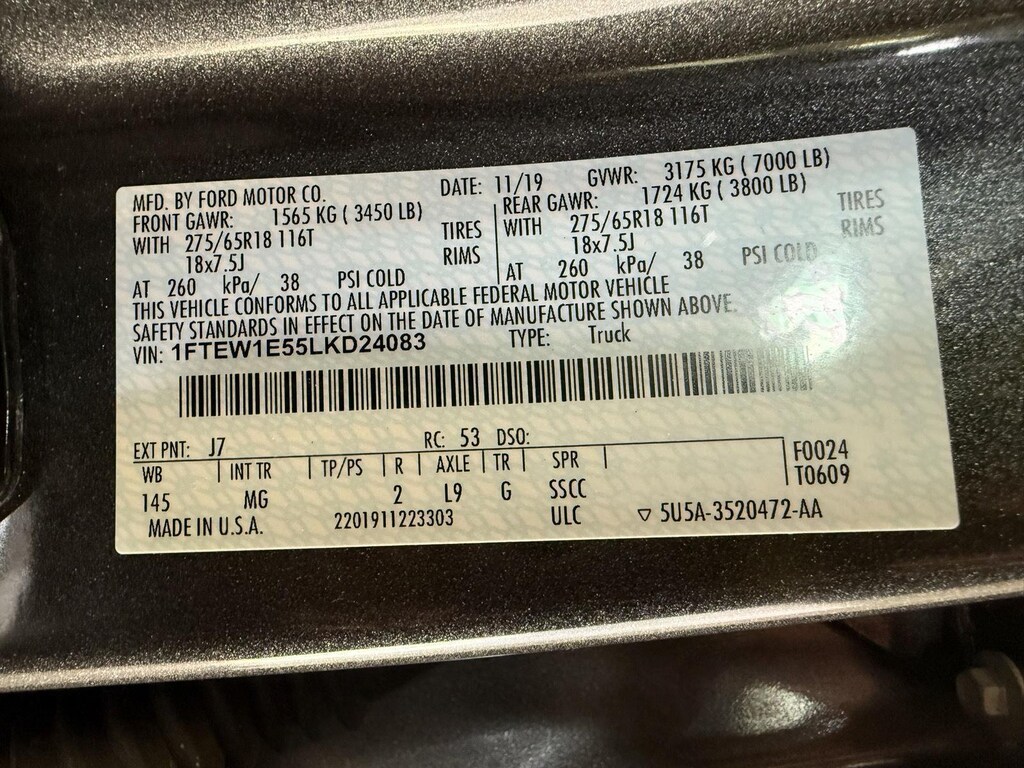 MFD. BY FORD MOTOR CO. DATE: 11/19 GVWR: 3175 KG ( 7000 LB)
FRONT GAWR: 1565 KG ( 3450 LB) REAR GAWR: 1724 KG ( 3800 LB)
WITH 275/65R18 116T TIRES WITH 275/65R18 116T TIRES
18x7.5J RIMS 18x7.5J RIMS
AT 260 kPa/ 38 PSI COLD AT 260 kPa/ 38 PSI COLD
THIS VEHICLE CONFORMS TO ALL APPLICABLE FEDERAL MOTOR VEHICLE
SAFETY STANDARDS IN EFFECT ON THE DATE OF MANUFACTURE SHOWN ABOVE.
VIN: 1FTEW1E55LKD24083 TYPE: Truck
EXT PNT: J7 RC: 53 DSO:
WB INT TR TP/PS R AXLE TR SPR F0024
T0609
145 MG 2 L9 G SSCC
MADE IN U.S.A. 2201911223303 ULC ▽ 5U5A-3520472-AA